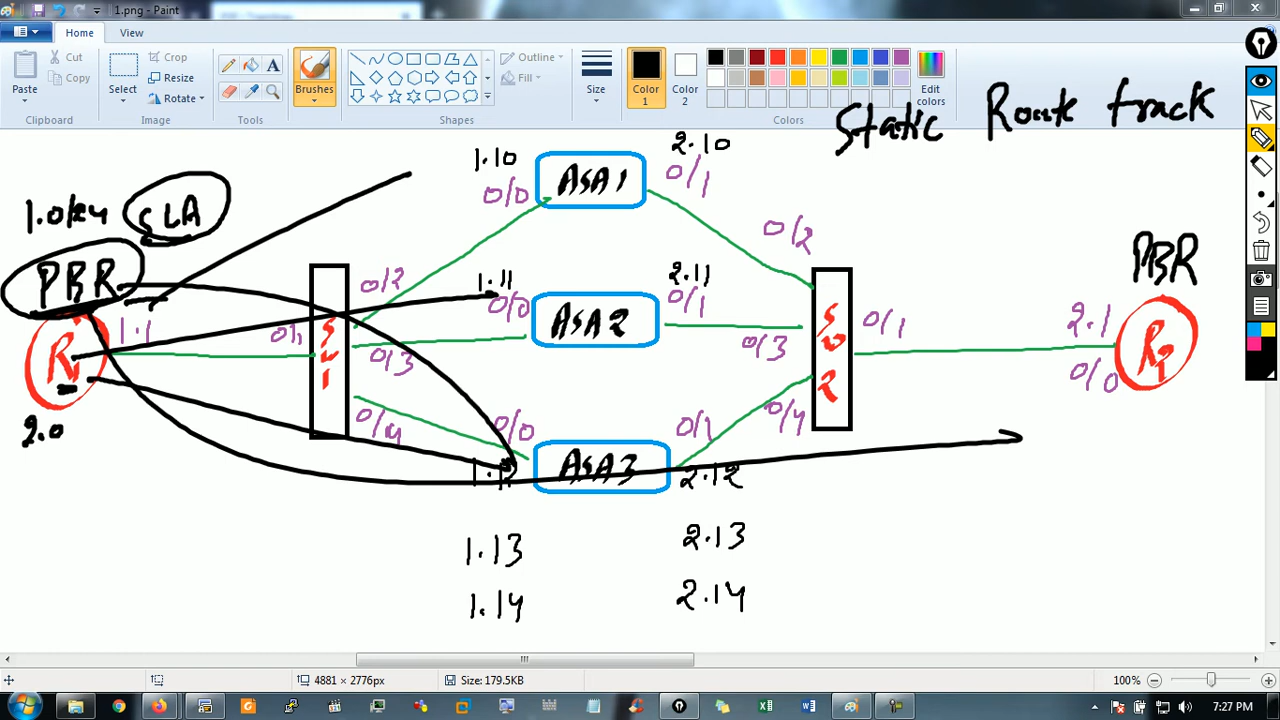 1.png - Paint
Home View
Paste
Cut
Copy
Clipboard
Select
Crop
Resize
Rotate
Image
Tools
Brushes
Outline
Fill
Shapes
Size
Color 1
Color 2
Edit colors
Colors
Static Route track
1.10 ASA1 2.10
0/0 0/1
1.0/24 SLA
0/2
PBR PBR
0/2 1.11 2.11
0/0 ASA2 0/1
1.1 0/1 SW1 0/3 0/3 SW2 0/1 2.1
R1 R2
0/0
2.0 0/4 0/0 0/1 0/4
ASA3 2.12
1.13 2.13
1.14 2.14
4881 × 2776px
Size: 179.5KB
100%
7:27 PM